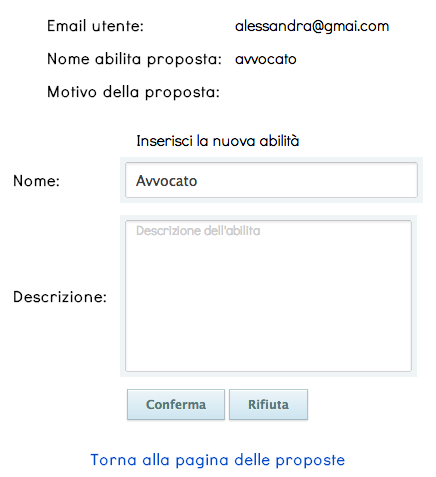 Email utente: alessandra@gmai.com
Nome abilita proposta: avvocato
Motivo della proposta:
Inserisci la nuova abilità
Nome: Avvocato
Descrizione dell'abilita
Descrizione:
Conferma Rifiuta
Torna alla pagina delle proposte